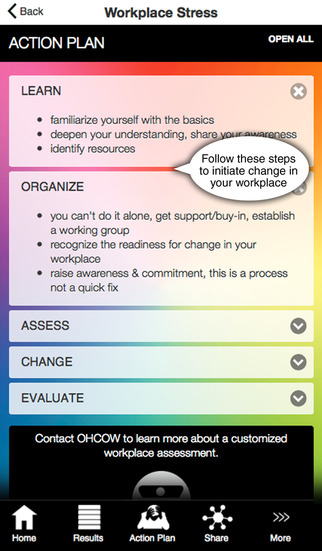 Back
Workplace Stress
ACTION PLAN
OPEN ALL
LEARN
• familiarize yourself with the basics
• deepen your understanding, share your awareness
• identify resources
Follow these steps
to initiate change in
your workplace
ORGANIZE
• you can't do it alone, get support/buy-in, establish
a working group
• recognize the readiness for change in your
workplace
• raise awareness & commitment, this is a process
not a quick fix
ASSESS
CHANGE
EVALUATE
Contact OHCOW to learn more about a customized
workplace assessment.
Home
Results
Action Plan
Share
More